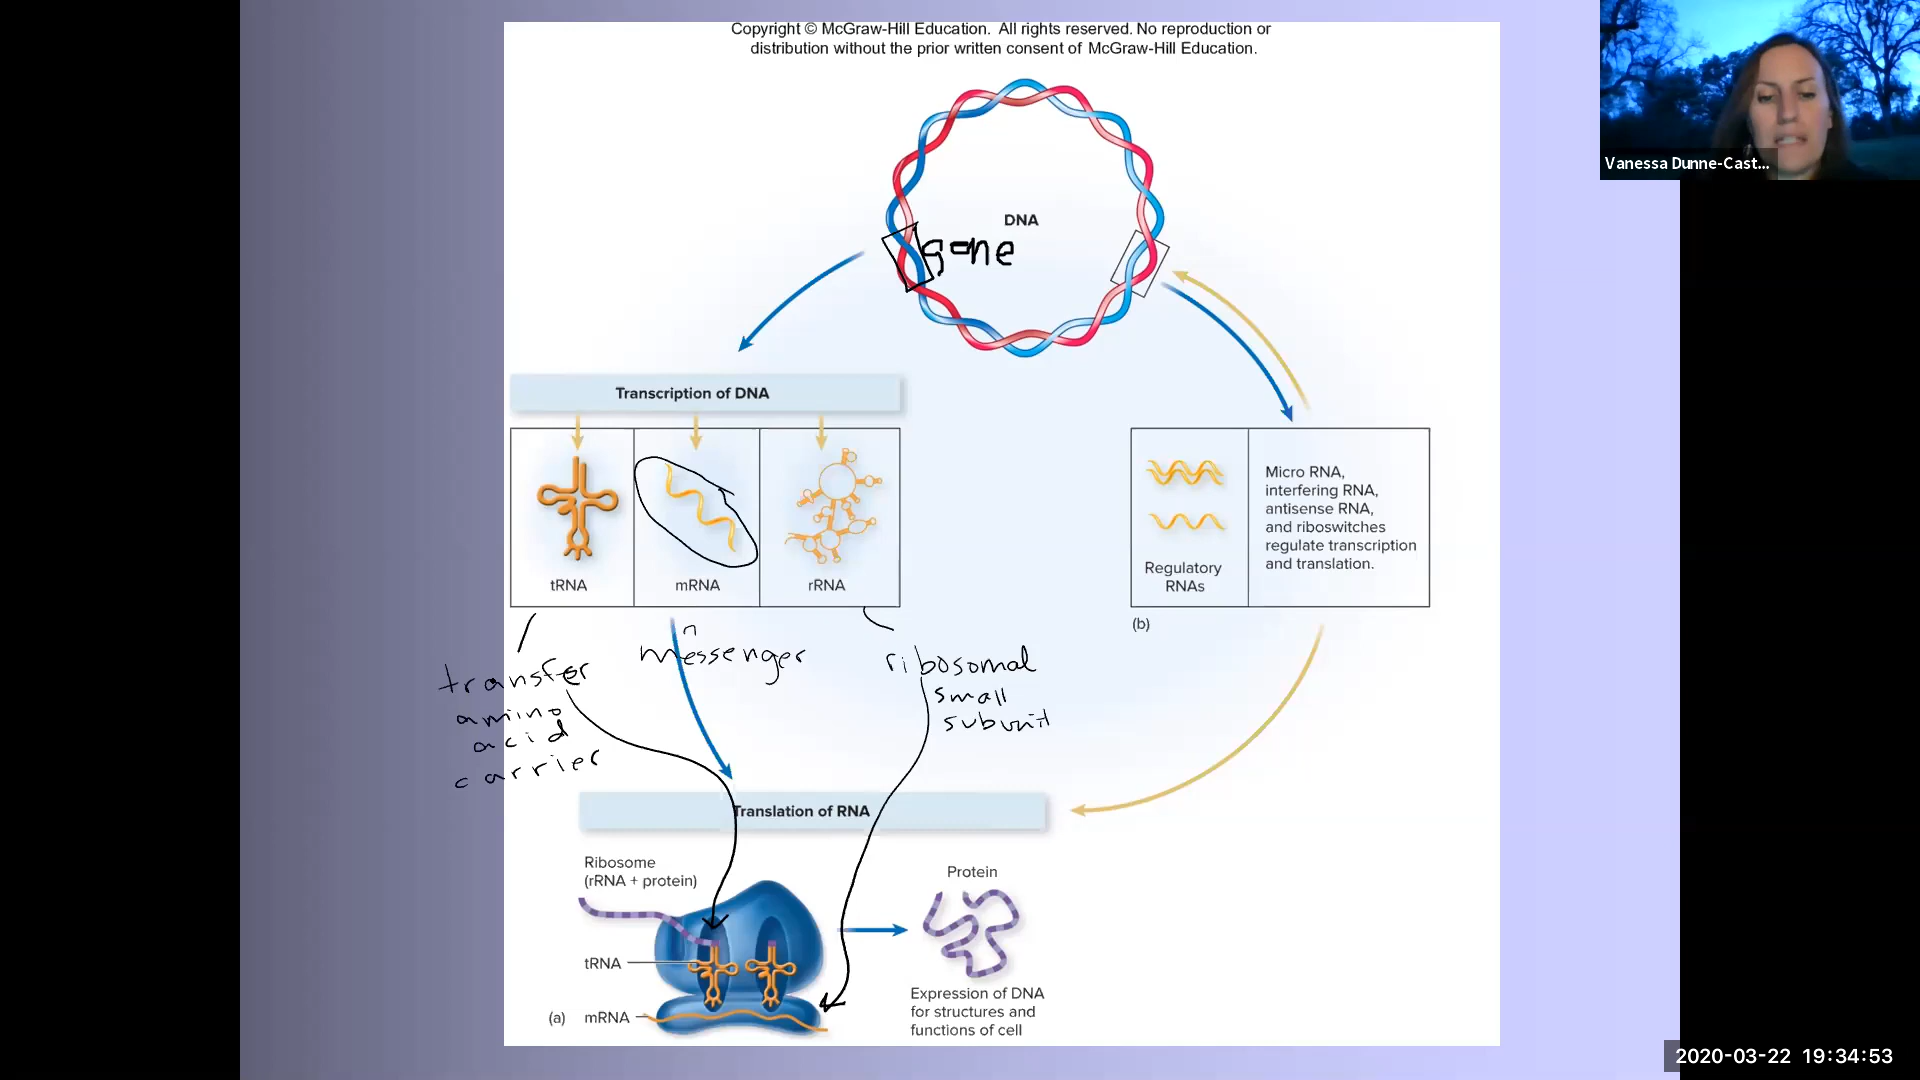 Copyright © McGraw-Hill Education. All rights reserved. No reproduction or
distribution without the prior written consent of McGraw-Hill Education.
Vanessa Dunne-Cast...
DNA
gene
Transcription of DNA
tRNA
mRNA
rRNA
Regulatory
RNAs
Micro RNA,
interfering RNA,
antisense RNA,
and riboswitches
regulate transcription
and translation.
(b)
transfer
amino
acid
carrier
messenger
ribosomal
small
subunit
Translation of RNA
Ribosome
(rRNA + protein)
tRNA
(a) mRNA
Protein
Expression of DNA
for structures and
functions of cell
2020-03-22 19:34:53